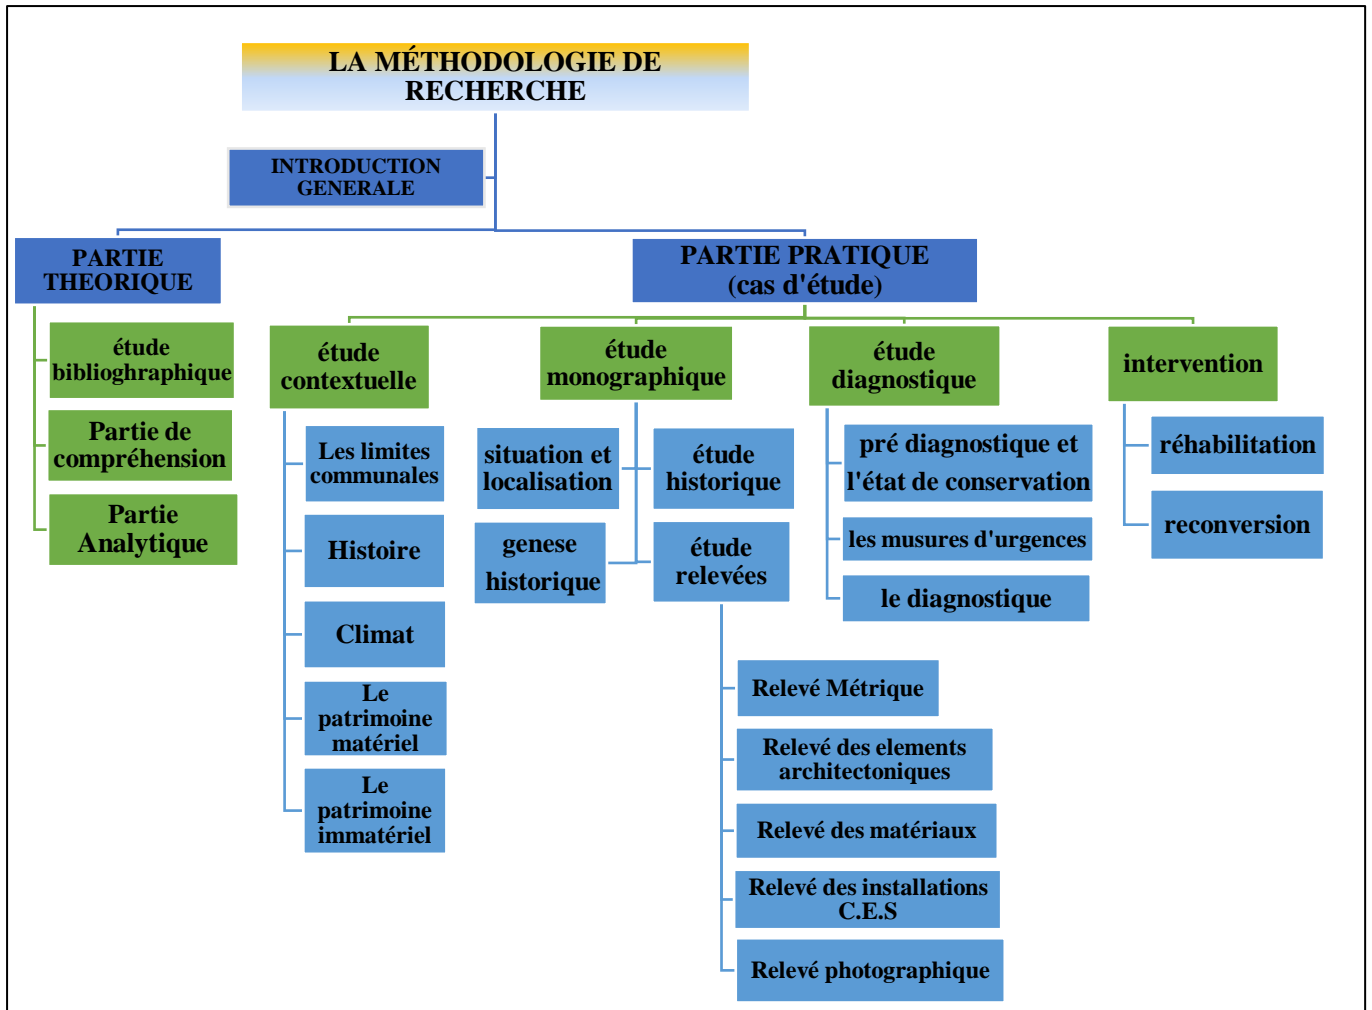 LA MÉTHODOLOGIE DE
RECHERCHE
INTRODUCTION
GENERALE
PARTIE
THEORIQUE
étude
biblioghraphique
Partie de
compréhension
Partie
Analytique
PARTIE PRATIQUE
(cas d'étude)
étude
contextuelle
Les limites
communales
Histoire
Climat
Le
patrimoine
matériel
Le
patrimoine
immatériel
étude
monographique
situation et
localisation
étude
historique
genése
historique
étude
relevées
Relevé Métrique
Relevé des elements
architectoniques
Relevé des matériaux
Relevé des installations
C.E.S
Relevé photographique
étude
diagnostique
pré diagnostique et
l'état de conservation
les musures d'urgences
le diagnostique
intervention
réhabilitation
reconversion